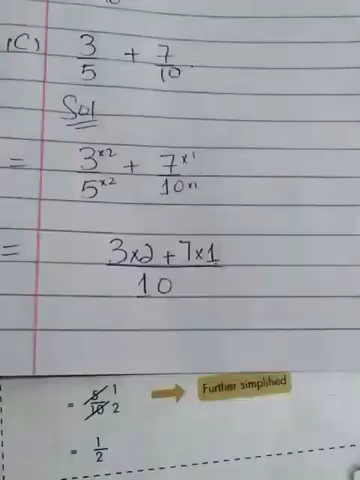 (C) 3/5 + 7/10.
Sol
= 3×2/5×2 + 7×1/10×1
= 3×2+7×1/10
= 5/10 1/2 Further simplified
= 1/2